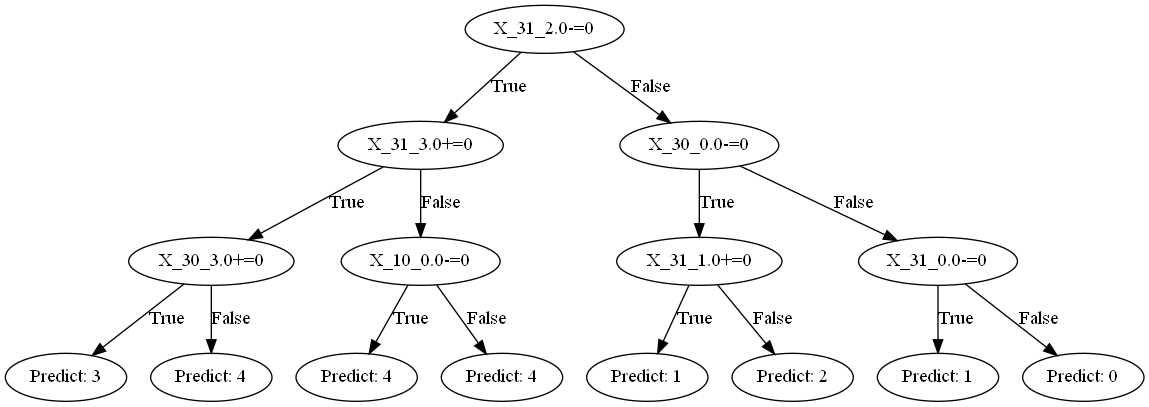 X_31_2.0-=0
True
False
X_31_3.0+=0
X_30_0.0-=0
True
False
True
False
X_30_3.0+=0
X_10_0.0-=0
X_31_1.0+=0
X_31_0.0-=0
True
False
True
False
True
False
True
False
Predict: 3
Predict: 4
Predict: 4
Predict: 4
Predict: 1
Predict: 2
Predict: 1
Predict: 0